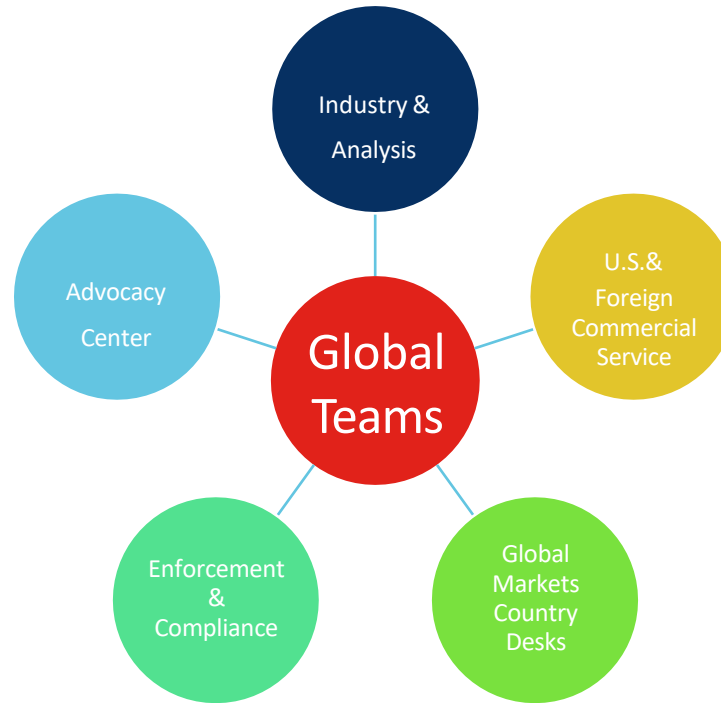 Industry &
Analysis
Advocacy
Center
U.S.&
Foreign
Commercial
Service
Global
Teams
Enforcement
&
Compliance
Global
Markets
Country
Desks